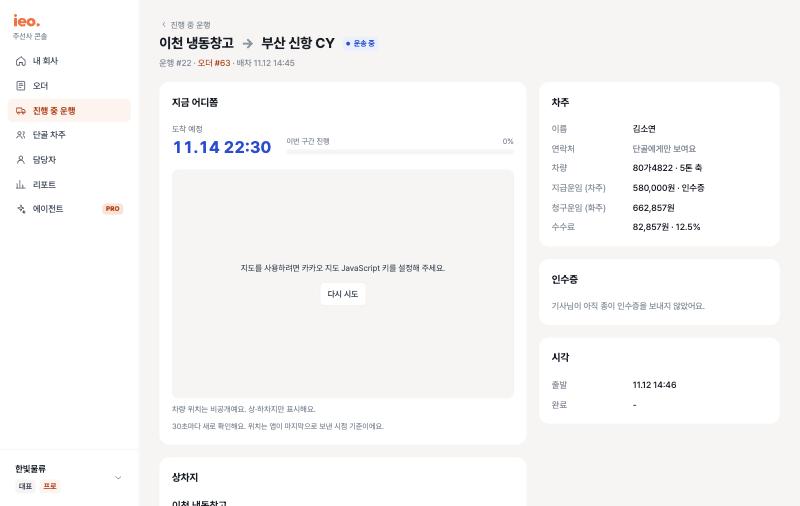 ieo.
주선사 콘솔
내 회사
오더
진행 중 운행
단골 차주
담당자
리포트
에이전트
PRO
한빛물류
대표 프로
진행 중 운행
이천 냉동창고 → 부산 신항 CY 운송 중
운행 #22 · 오더 #63 · 배차 11.12 14:45
지금 어디쯤
도착 예정
11.14 22:30
이번 구간 진행 0%
지도를 사용하려면 카카오 지도 JavaScript 키를 설정해 주세요.
다시 시도
차량 위치는 비공개예요. 상·하차지만 표시해요.
30초마다 새로 확인해요. 위치는 앱이 마지막으로 보낸 시점 기준이에요.
상차지
이천 냉동창고
차주
이름 김소연
연락처 단골에게만 보여요
차량 80가4822 · 5톤 축
지급운임 (차주) 580,000원 · 인수증
청구운임 (화주) 662,857원
수수료 82,857원 · 12.5%
인수증
기사님이 아직 종이 인수증을 보내지 않았어요.
시각
출발 11.12 14:46
완료 -